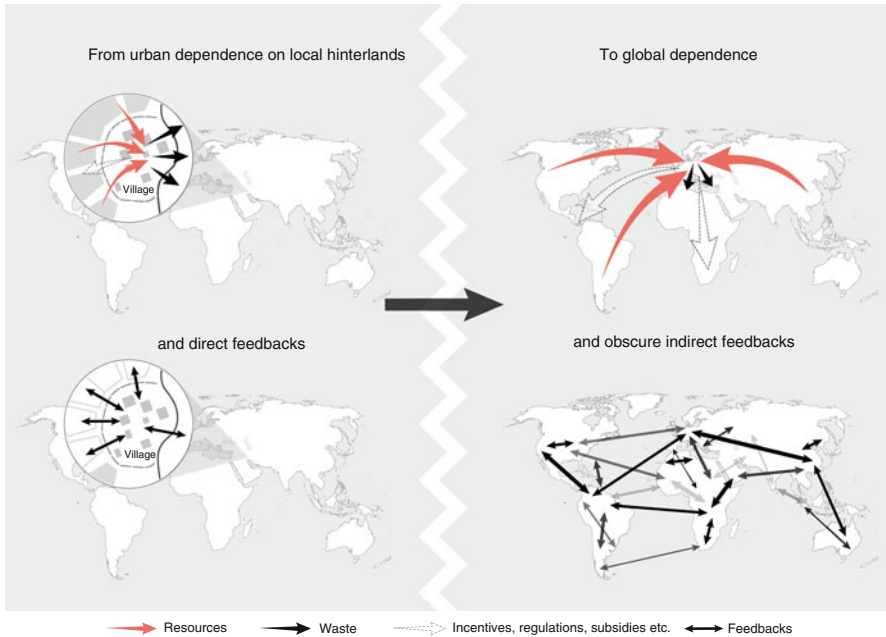 From urban dependence on local hinterlands
To global dependence
Village
and direct feedbacks
and obscure indirect feedbacks
Village
Resources
Waste
Incentives, regulations, subsidies etc.
Feedbacks